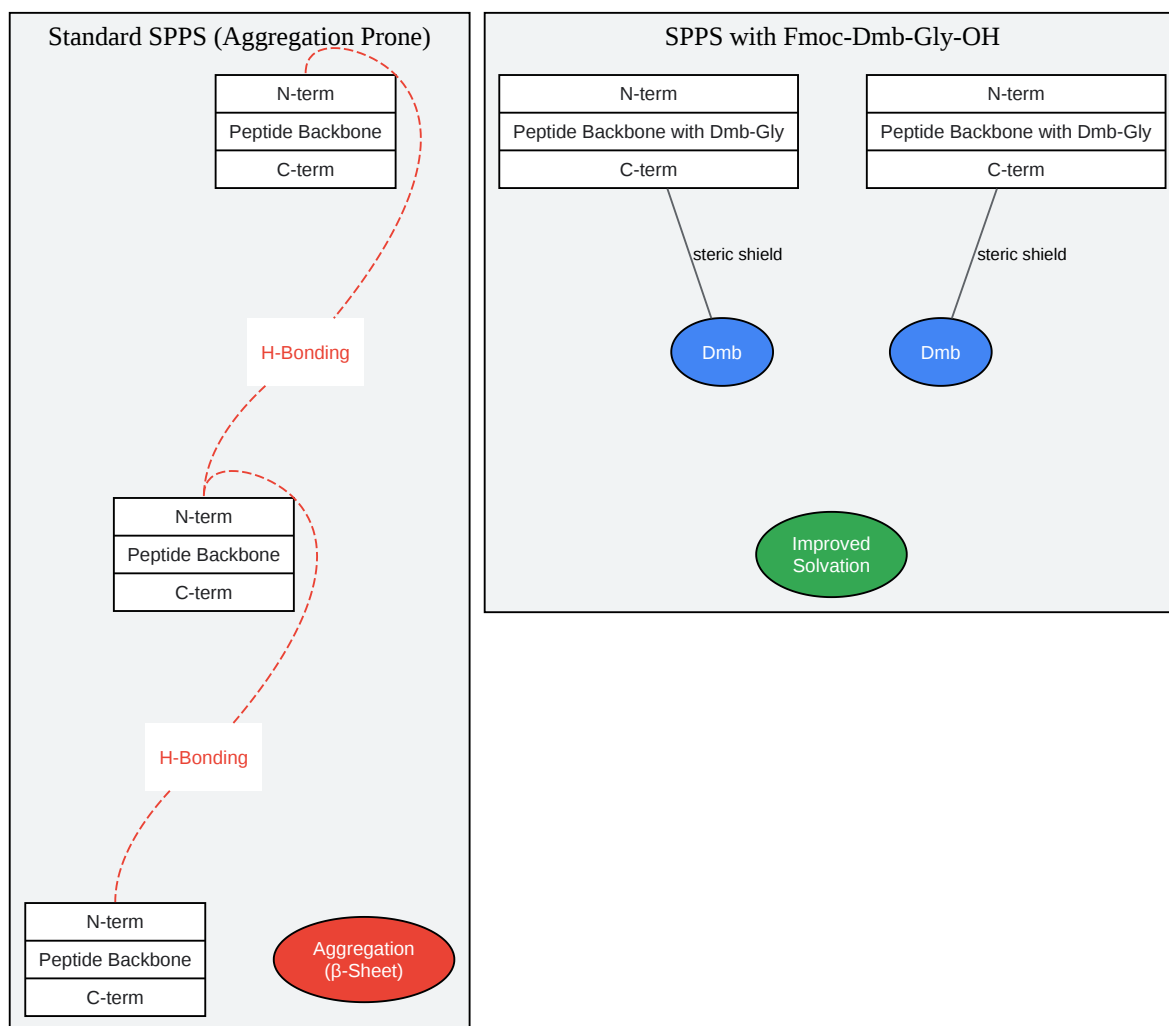 Standard SPPS (Aggregation Prone)
N-term
Peptide Backbone
C-term
H-Bonding
N-term
Peptide Backbone
C-term
H-Bonding
N-term
Peptide Backbone
C-term
Aggregation
(β-Sheet)
SPPS with Fmoc-Dmb-Gly-OH
N-term
Peptide Backbone with Dmb-Gly
C-term
steric shield
Dmb
N-term
Peptide Backbone with Dmb-Gly
C-term
steric shield
Dmb
Improved
Solvation